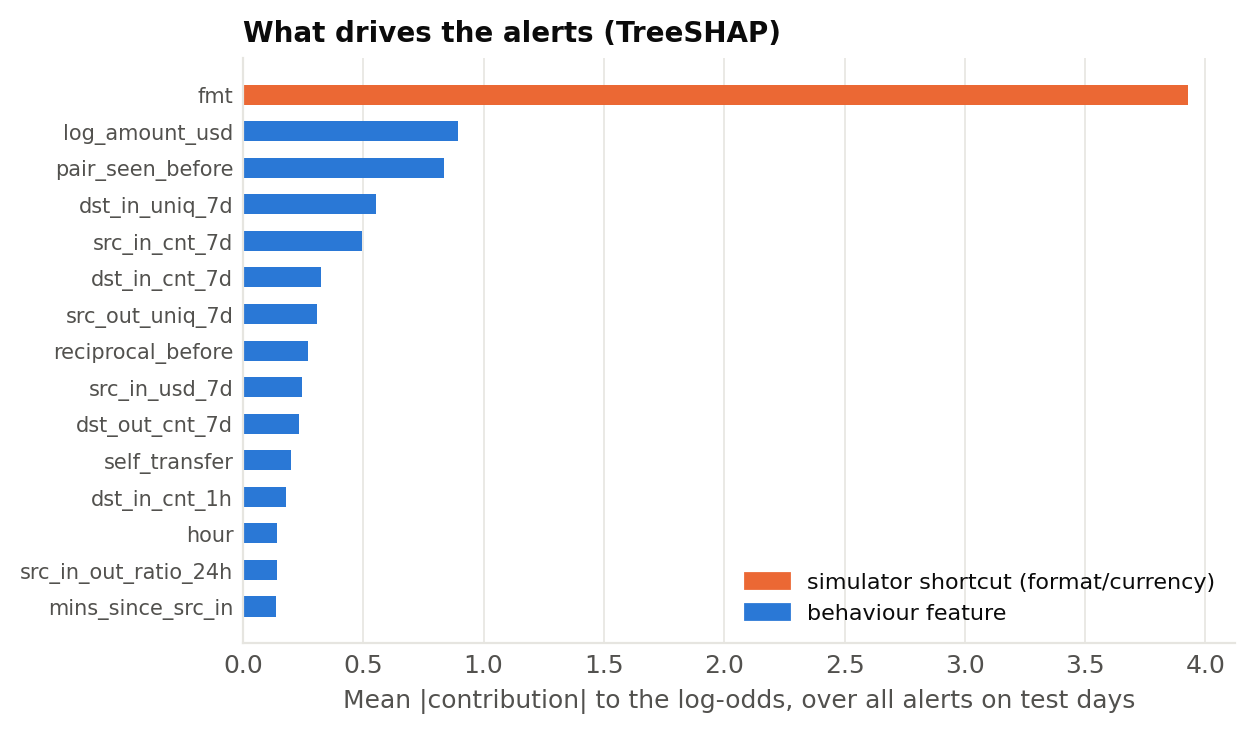 What drives the alerts (TreeSHAP)
fmt
log_amount_usd
pair_seen_before
dst_in_uniq_7d
src_in_cnt_7d
dst_in_cnt_7d
src_out_uniq_7d
reciprocal_before
src_in_usd_7d
dst_out_cnt_7d
self_transfer
dst_in_cnt_1h
hour
src_in_out_ratio_24h
mins_since_src_in
simulator shortcut (format/currency)
behaviour feature
0.0 0.5 1.0 1.5 2.0 2.5 3.0 3.5 4.0
Mean |contribution| to the log-odds, over all alerts on test days